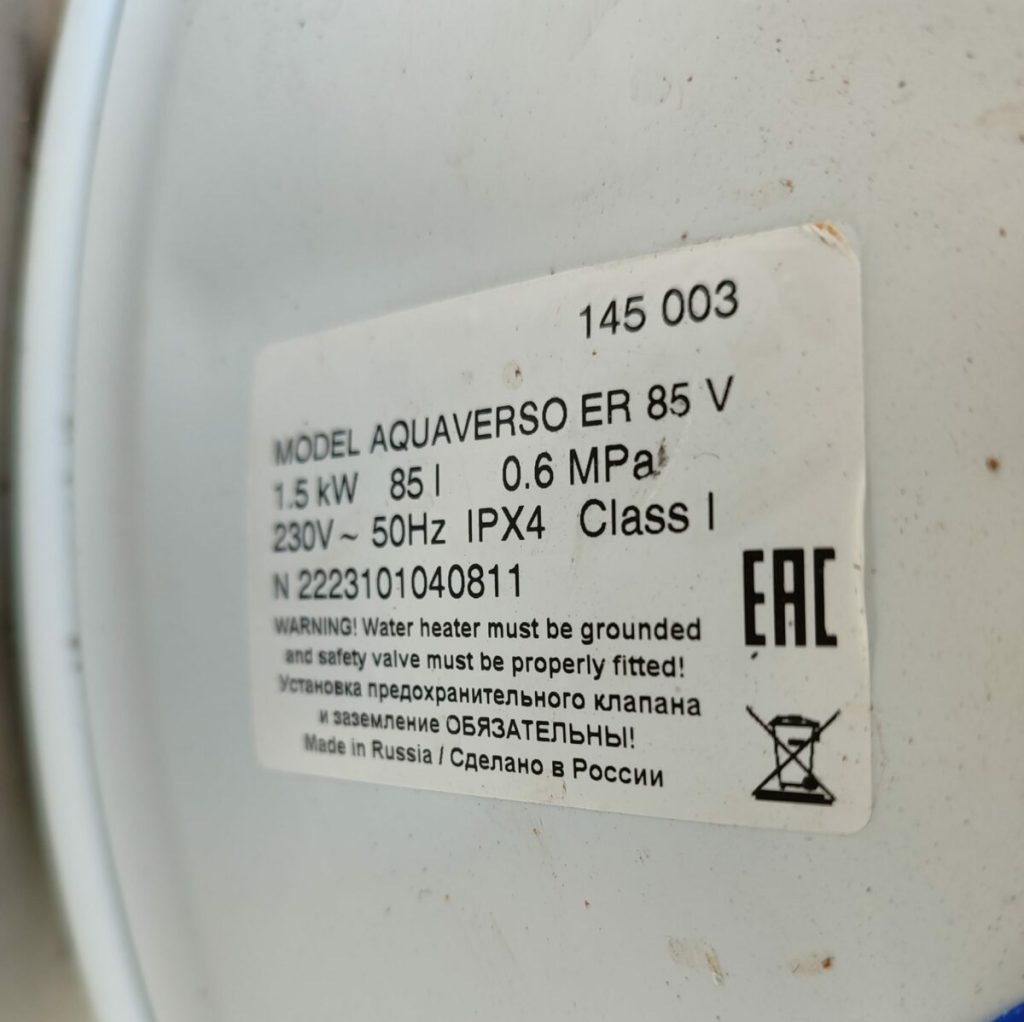 145 003
MODEL AQUAVERSO ER 85 V
1.5 kW 85 l 0.6 MPa
230V ~ 50Hz IPX4 Class I
N 2223101040811
EAC
WARNING! Water heater must be grounded
and safety valve must be properly fitted!
Установка предохранительного клапана
и заземление ОБЯЗАТЕЛЬНЫ!
Made in Russia / Сделано в России